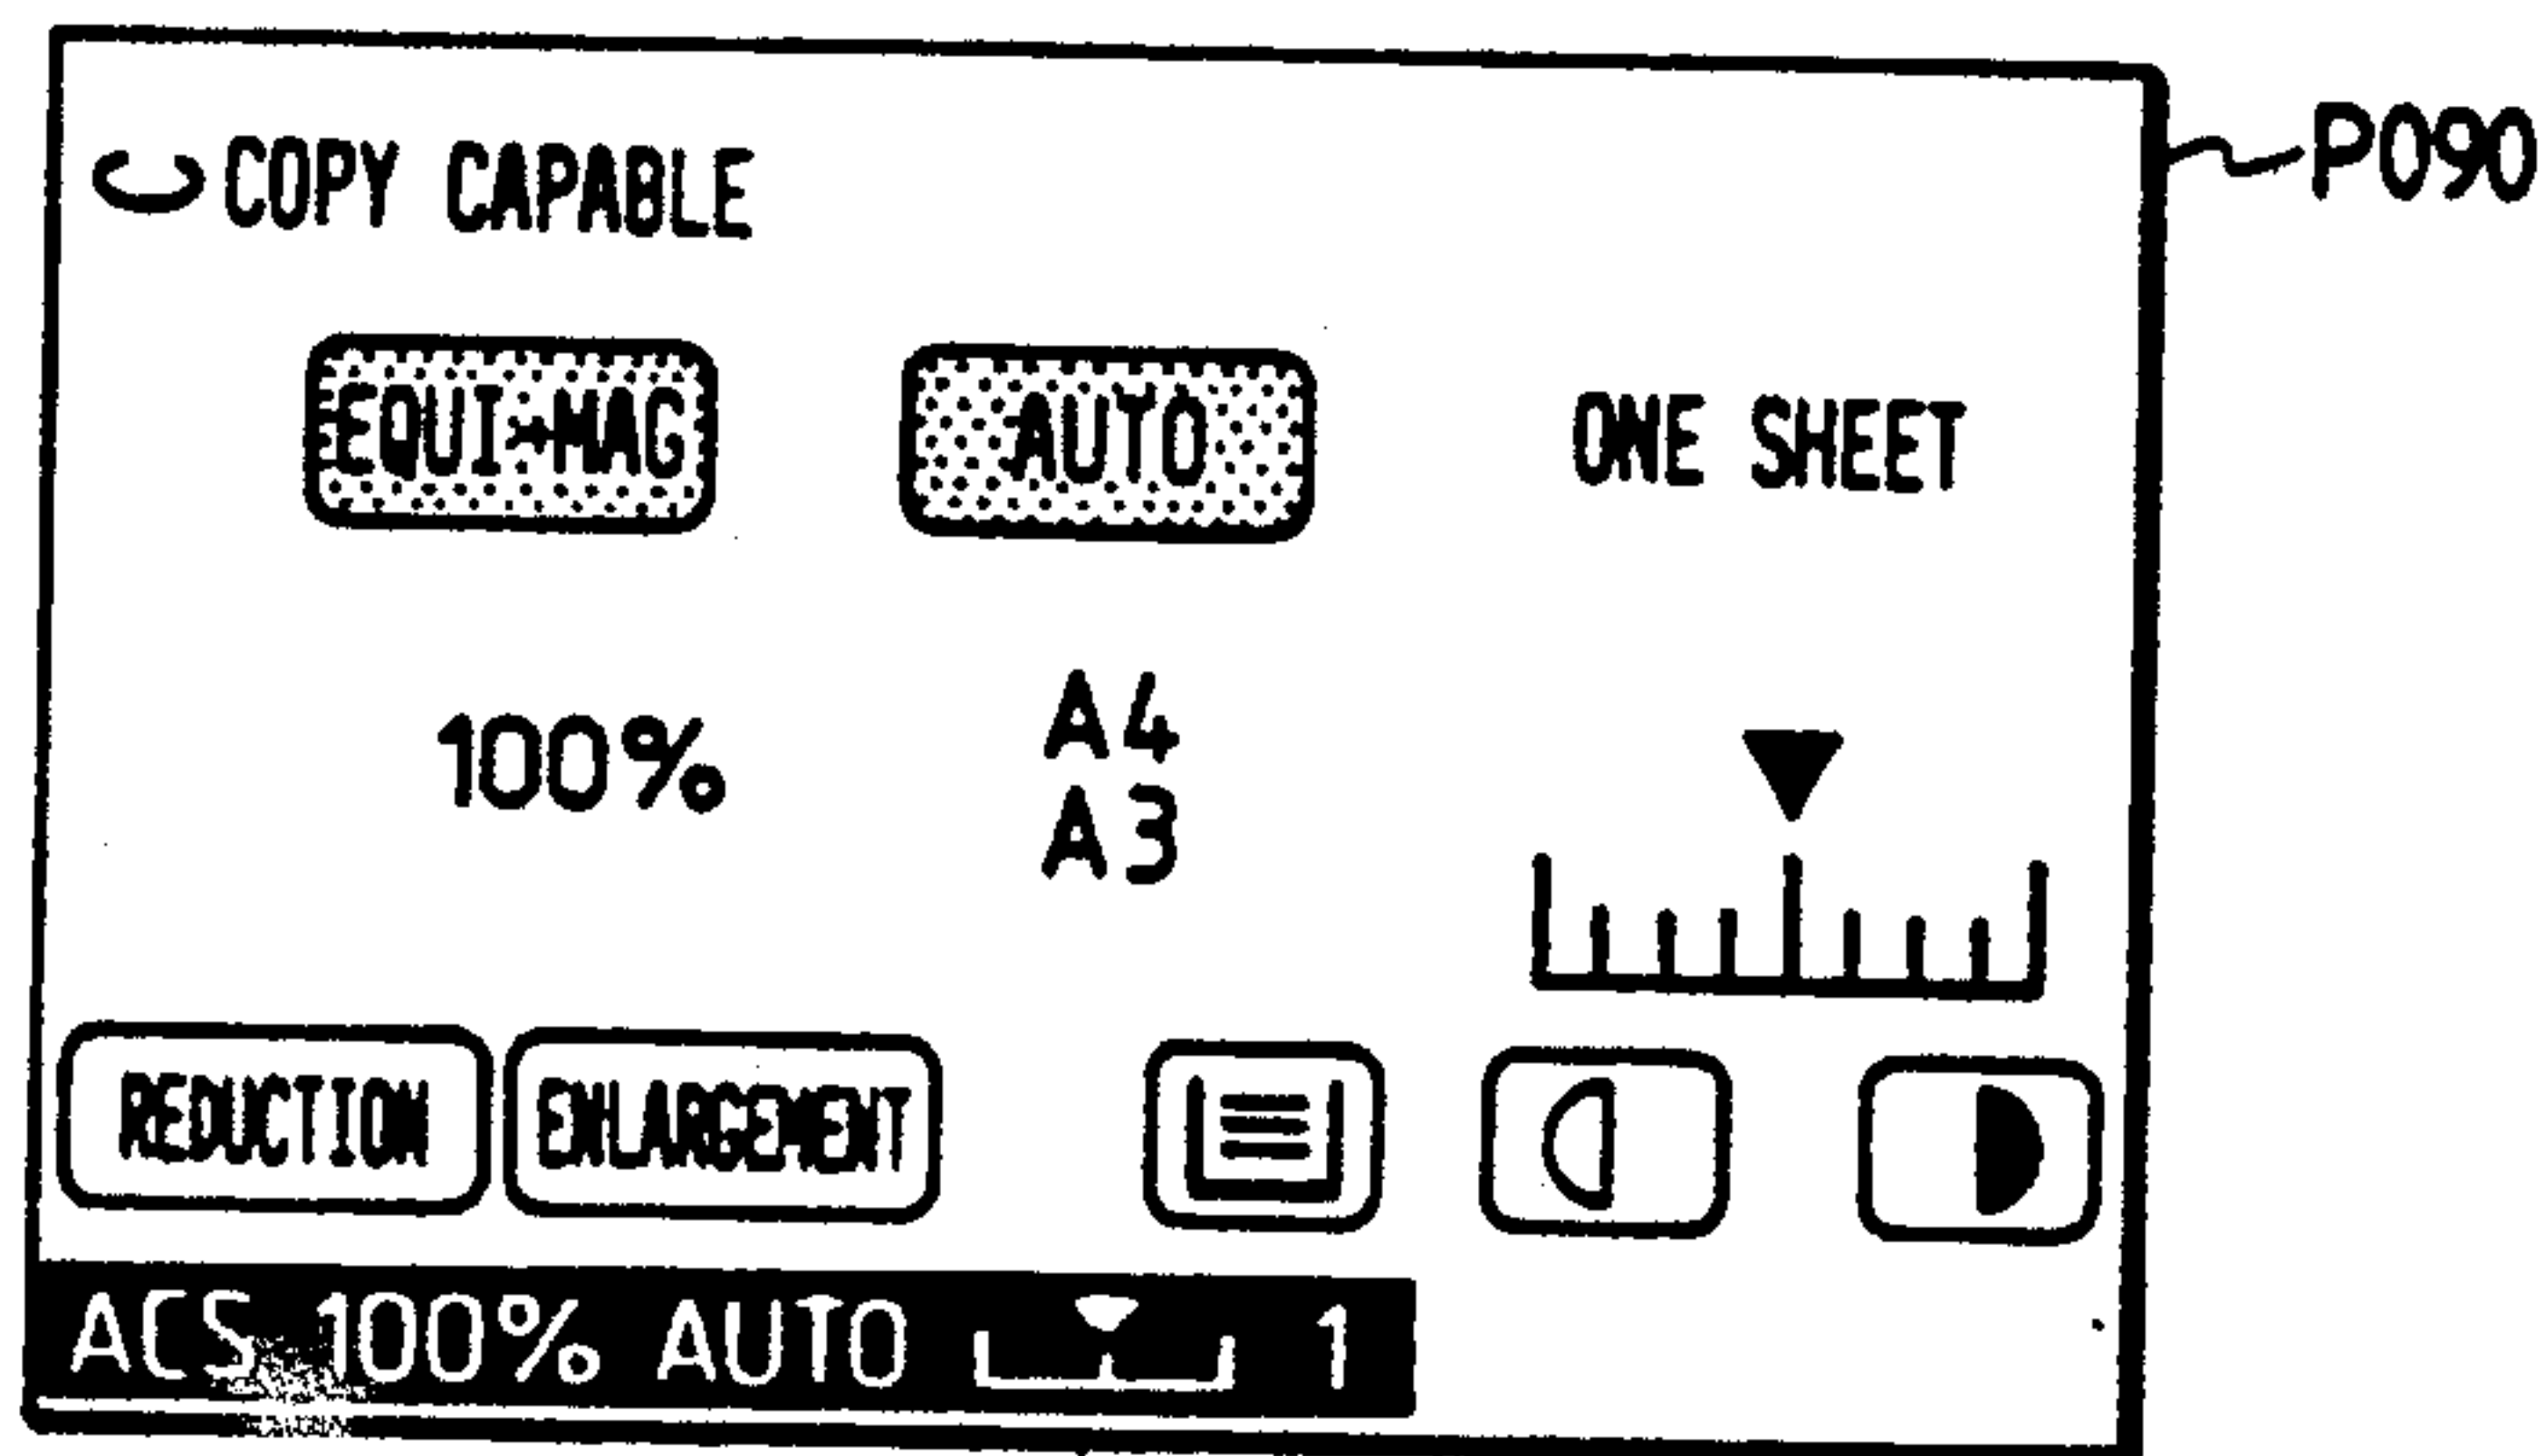 COPY CAPABLE
P090
EQUI-MAG AUTO ONE SHEET
100%
A4
A3
REDUCTION ENLARGEMENT
ACS 100% AUTO 1